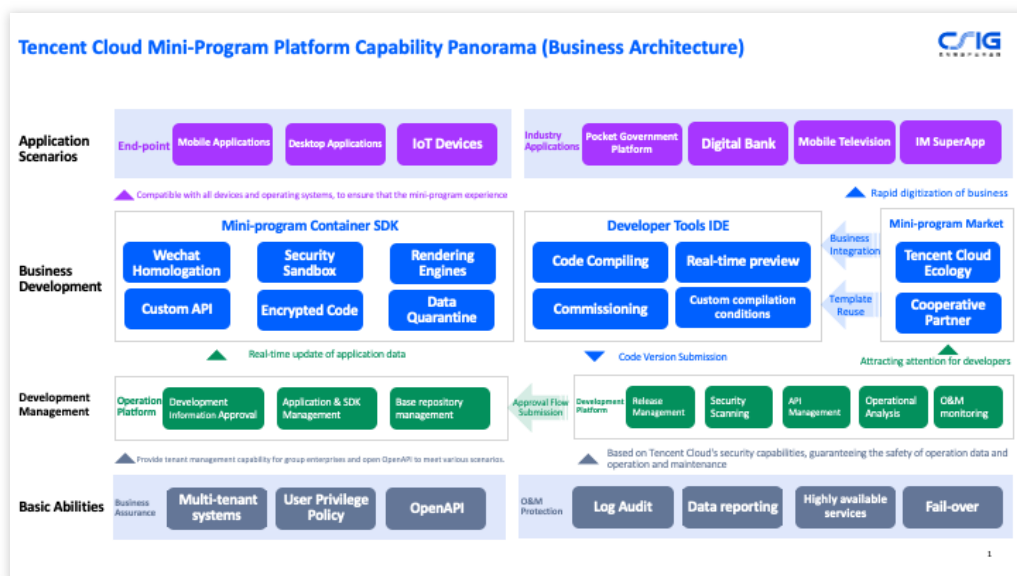 Tencent Cloud Mini-Program Platform Capability Panorama (Business Architecture)
CSIG
Application
Scenarios
End-point
Mobile Applications
Desktop Applications
IoT Devices
Industry
Applications
Pocket Government
Platform
Digital Bank
Mobile Television
IM SuperApp
Compatible with all devices and operating systems, to ensure that the mini-program experience
Rapid digitization of business
Business
Development
Mini-program Container SDK
Wechat
Homologation
Security
Sandbox
Rendering
Engines
Custom API
Encrypted Code
Data
Quarantine
Developer Tools IDE
Code Compiling
Real-time preview
Commissioning
Custom compilation
conditions
Business
Integration
Template
Reuse
Mini-program Market
Tencent Cloud
Ecology
Cooperative
Partner
Real-time update of application data
Code Version Submission
Attracting attention for developers
Development
Management
Operation
Platform
Development
Information Approval
Application & SDK
Management
Base repository
management
Approval Flow
Submission
Development
Platform
Release
Management
Security
Scanning
API
Management
Operational
Analysis
O&M
monitoring
Provide tenant management capability for group enterprises and open OpenAPI to meet various scenarios.
Based on Tencent Cloud's security capabilities, guaranteeing the safety of operation data and
operation and maintenance
Basic Abilities
Business
Assurance
Multi-tenant
systems
User Privilege
Policy
OpenAPI
O&M
Protection
Log Audit
Data reporting
Highly available
services
Fail-over
1